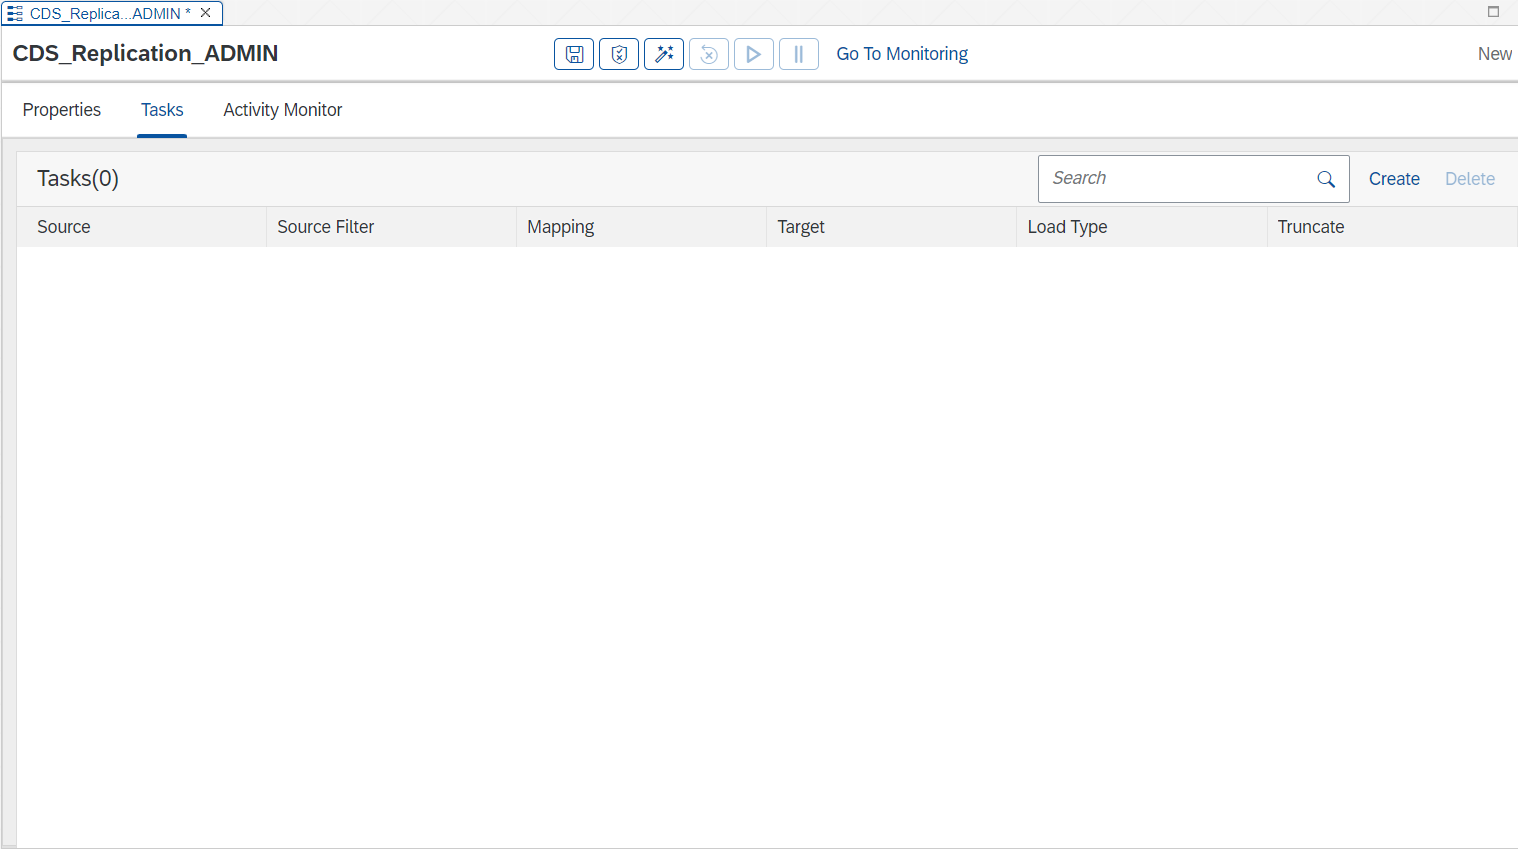 CDS_Replica...ADMIN *
CDS_Replication_ADMIN
Go To Monitoring
New
Properties
Tasks
Activity Monitor
Tasks(0)
Search
Create
Delete
Source
Source Filter
Mapping
Target
Load Type
Truncate